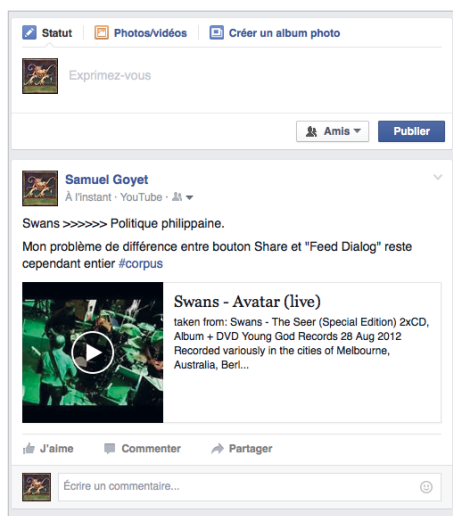 Statut Photos/vidéos Créer un album photo
Exprimez-vous
Amis Publier
Samuel Goyet
À l'instant · YouTube ·
Swans >>>>>> Politique philippaine.
Mon problème de différence entre bouton Share et "Feed Dialog" reste
cependant entier #corpus
Swans - Avatar (live)
taken from: Swans - The Seer (Special Edition) 2xCD,
Album + DVD Young God Records 28 Aug 2012
Recorded variously in the cities of Melbourne,
Australia, Berl...
J'aime Commenter Partager
Écrire un commentaire...